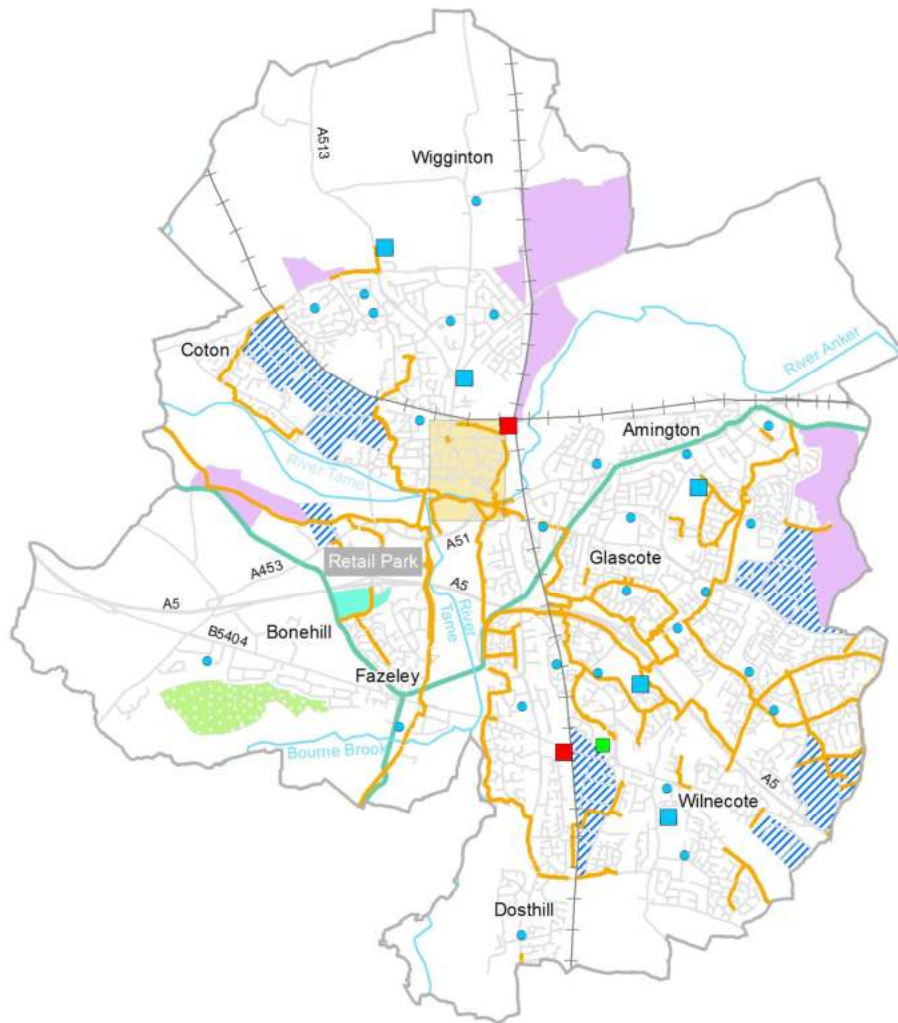 Wigginton
A513
Coton
River Anker
Amington
River Tame
A51
Glascote
Retail Park
A453
A5
A5
River
Tame
B5404
Bonehill
Fazeley
Bourne Brook
A5
Wilnecote
Dosthill